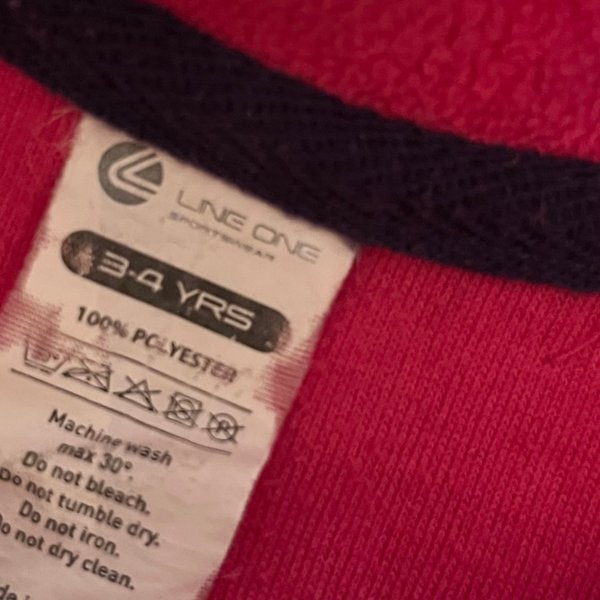 LINE ONE
SPORTSWEAR
3-4 YRS
100% POLYESTER
Machine wash
max 30°.
Do not bleach.
Do not tumble dry.
Do not iron.
Do not dry clean.